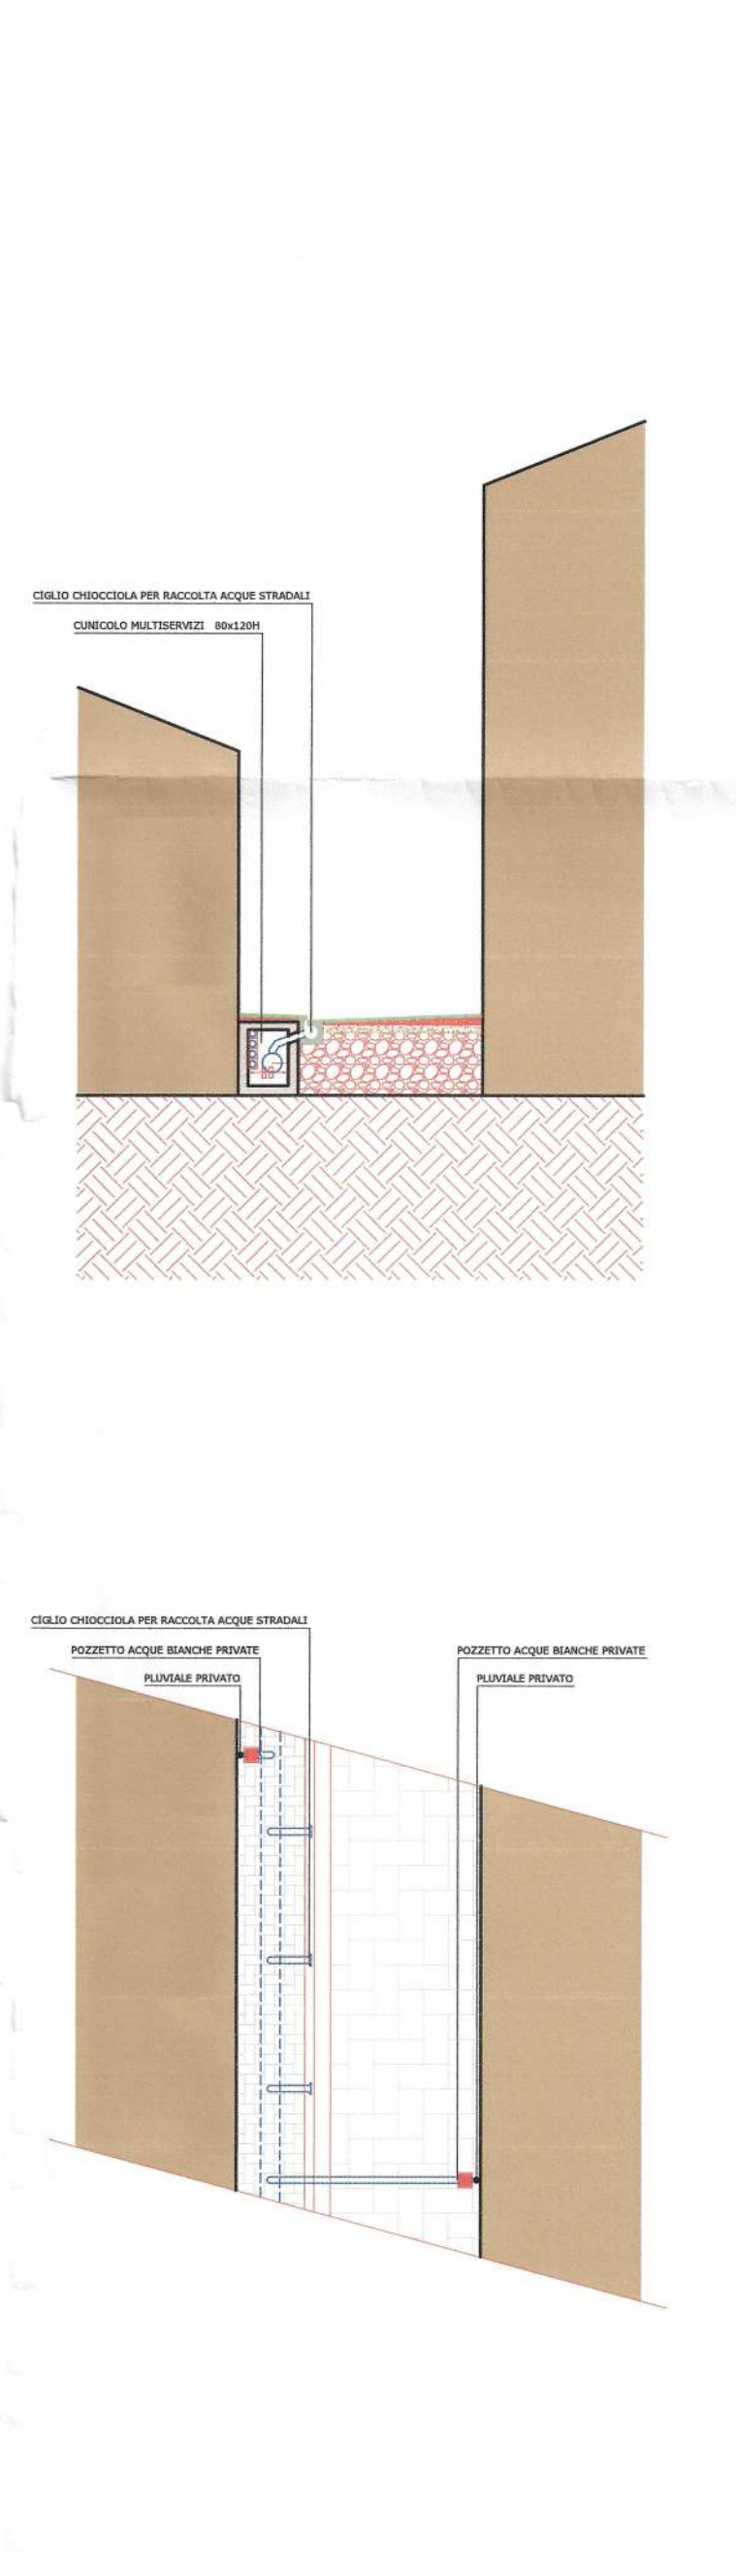 CIGLIO CHIOCCIOLA PER RACCOLTA ACQUE STRADALI
CUNICOLO MULTISERVIZI 80x120H
CIGLIO CHIOCCIOLA PER RACCOLTA ACQUE STRADALI
POZZETTO ACQUE BIANCHE PRIVATE
POZZETTO ACQUE BIANCHE PRIVATE
PLUVIALE PRIVATO
PLUVIALE PRIVATO